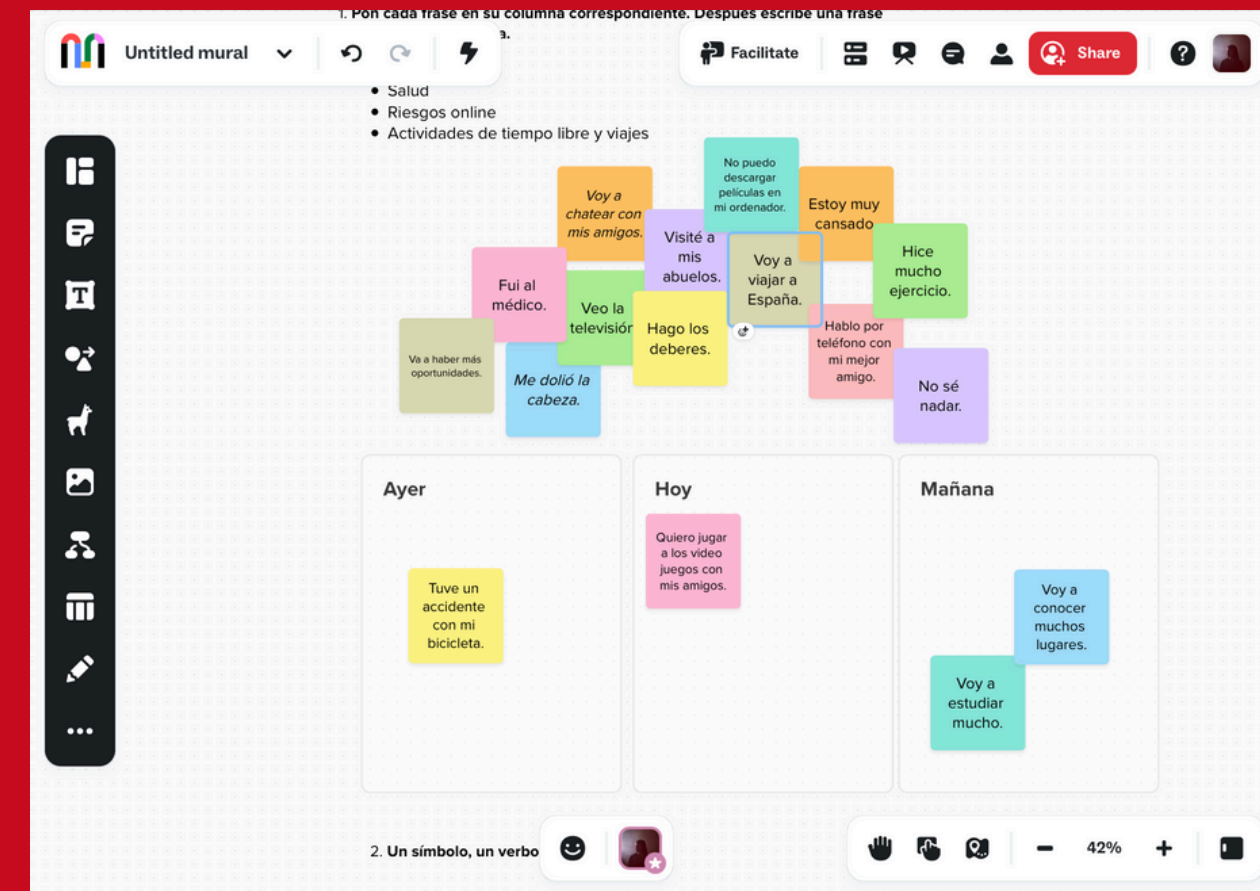 1. Pon cada frase en su columna correspondiente. Después escribe una frase
a.
Untitled mural
Facilitate
Share
• Salud
• Riesgos online
• Actividades de tiempo libre y viajes
No puedo
descargar
películas en
mi ordenador.
Voy a
chatear con
mis amigos.
Estoy muy
cansado
Visité a
mis
abuelos.
Hice
mucho
ejercicio.
Voy a
viajar a
España.
Fui al
médico.
Veo la
televisión
Hago los
deberes.
Hablo por
teléfono con
mi mejor
amigo.
Va a haber más
oportunidades.
Me dolió la
cabeza.
No sé
nadar.
Ayer
Tuve un
accidente
con mi
bicicleta.
Hoy
Quiero jugar
a los video
juegos con
mis amigos.
Mañana
Voy a
conocer
muchos
lugares.
Voy a
estudiar
mucho.
2. Un símbolo, un verbo
42%